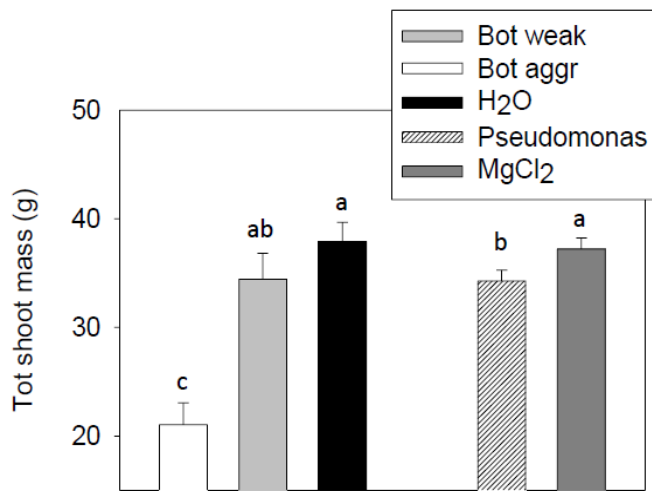 Bot weak
Bot aggr
H2O
Pseudomonas
MgCl2
Tot shoot mass (g)
50
40
30
20
c
ab
a
b
a